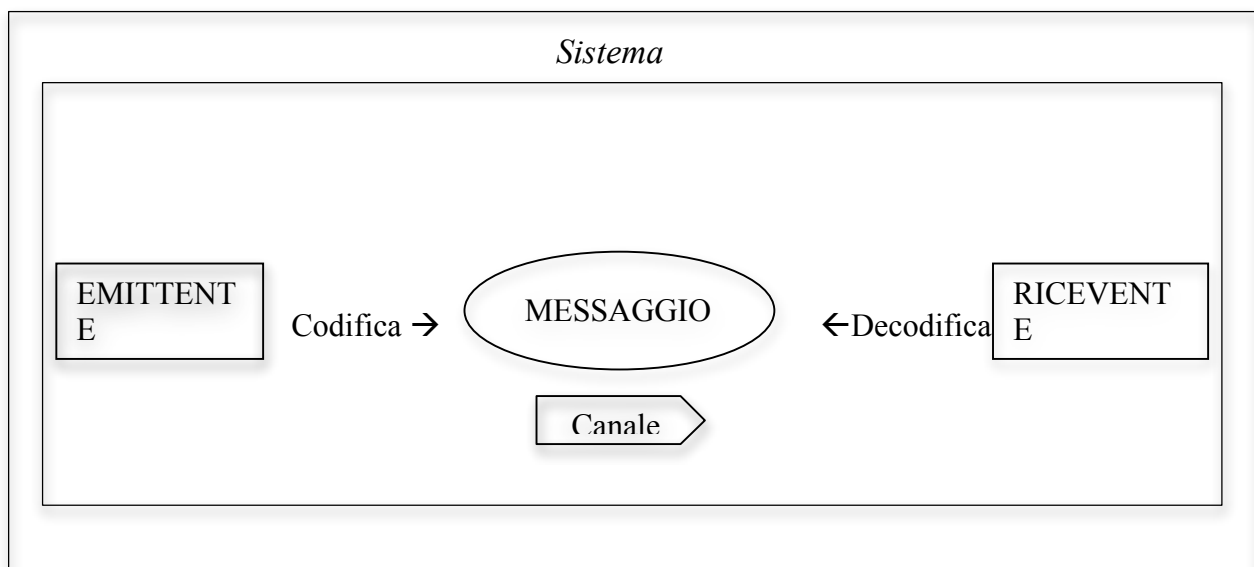 Sistema
EMITTENT
E
Codifica →
MESSAGGIO
←Decodifica
RICEVENT
E
Canale